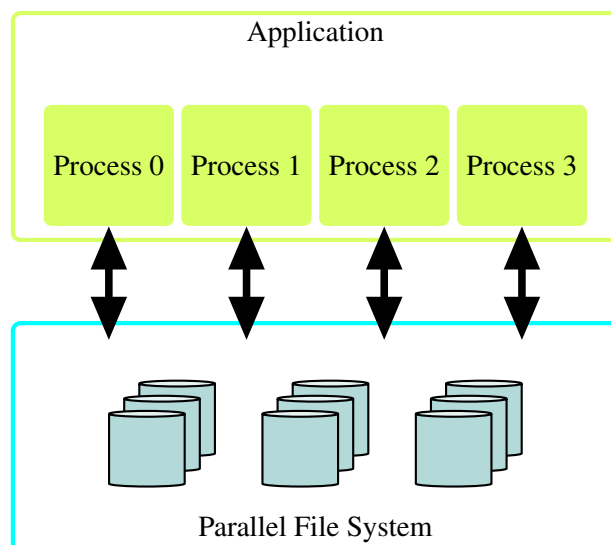 Application
Process 0 Process 1 Process 2 Process 3
Parallel File System